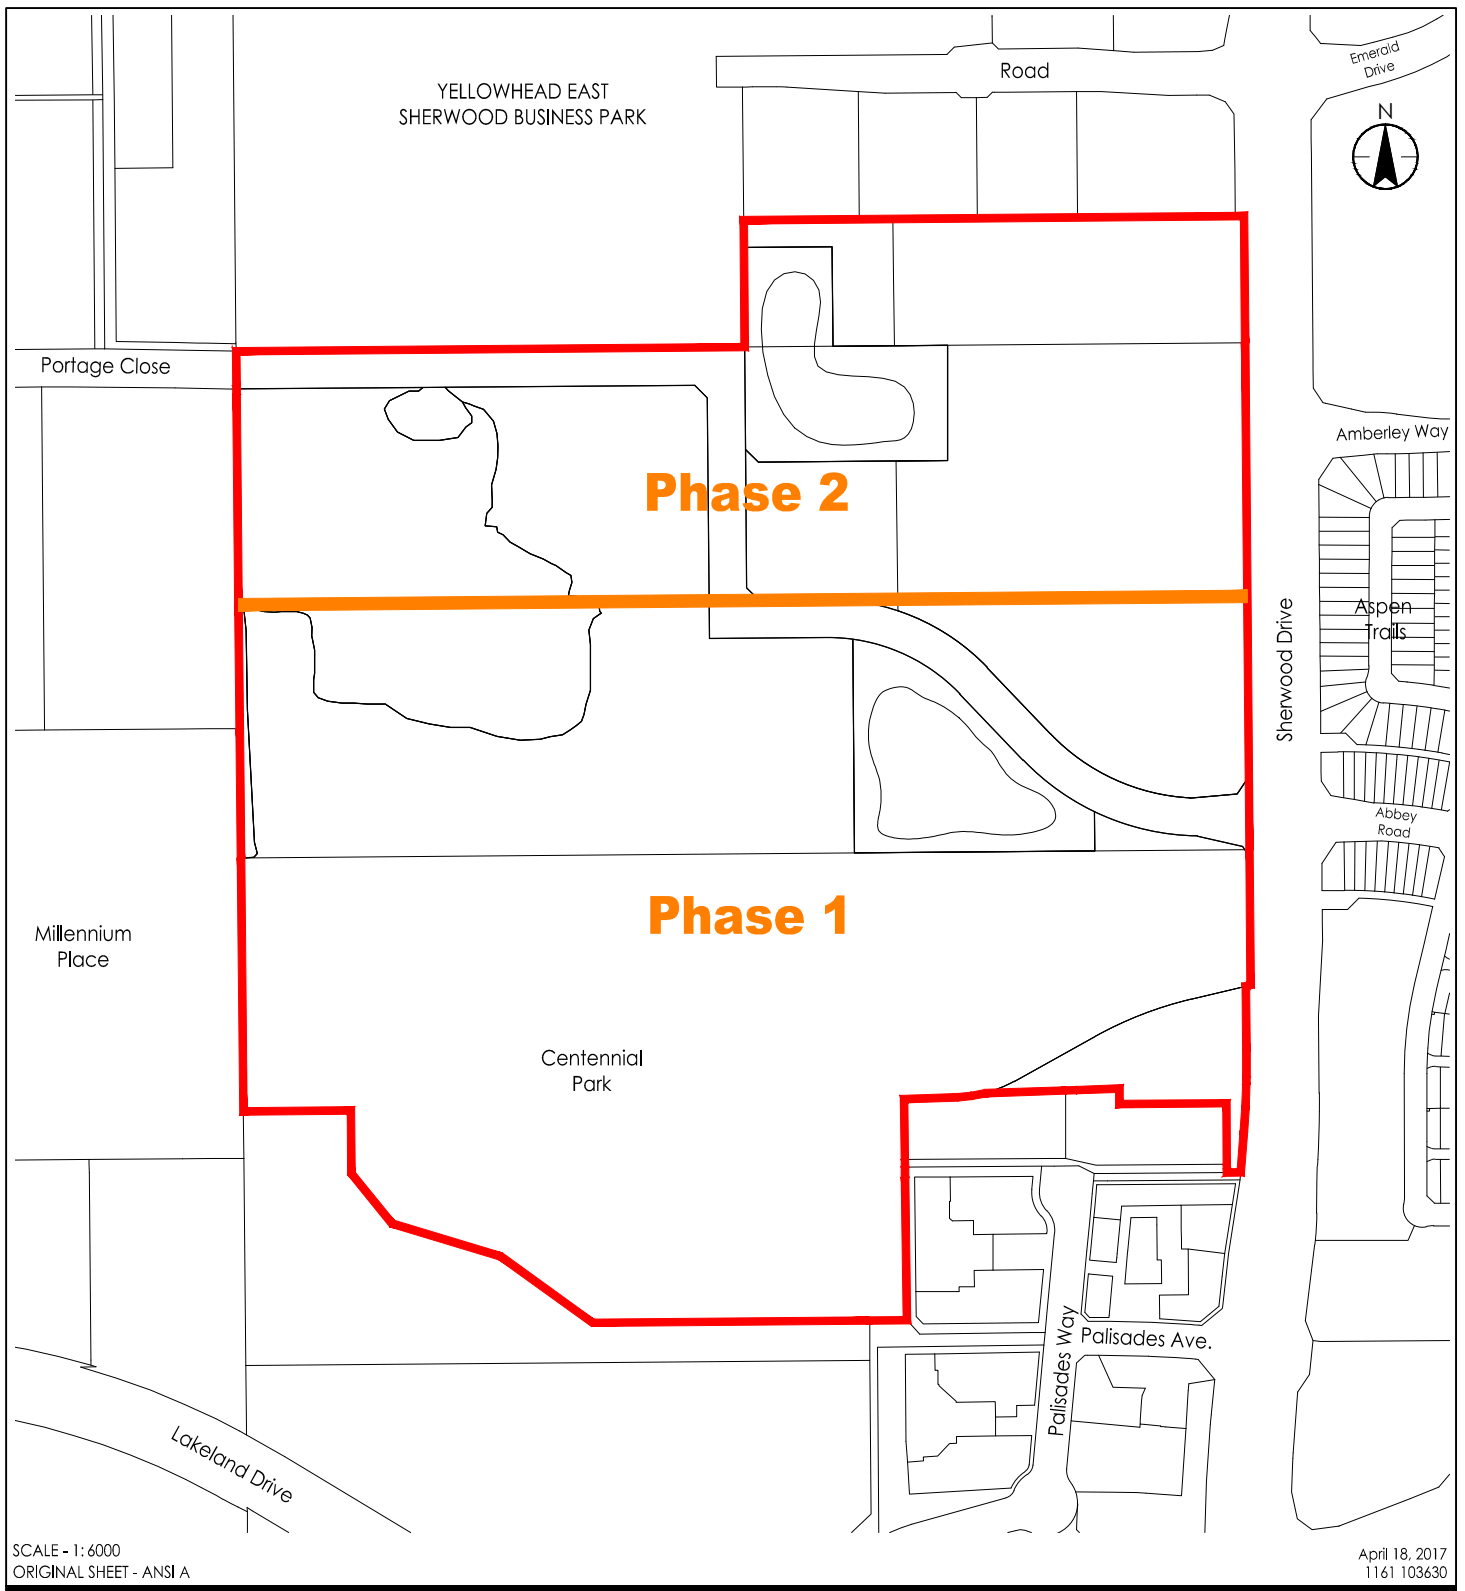 YELLOWHEAD EAST
SHERWOOD BUSINESS PARK
Road
Emerald
Drive
N
Portage Close
Amberley Way
Phase 2
Aspen
Trails
Sherwood Drive
Abbey
Road
Phase 1
Millennium
Place
Centennial
Park
Palisades Way
Palisades Ave.
Lakeland Drive
SCALE - 1:6000
ORIGINAL SHEET - ANSI A
April 18, 2017
1161 103630